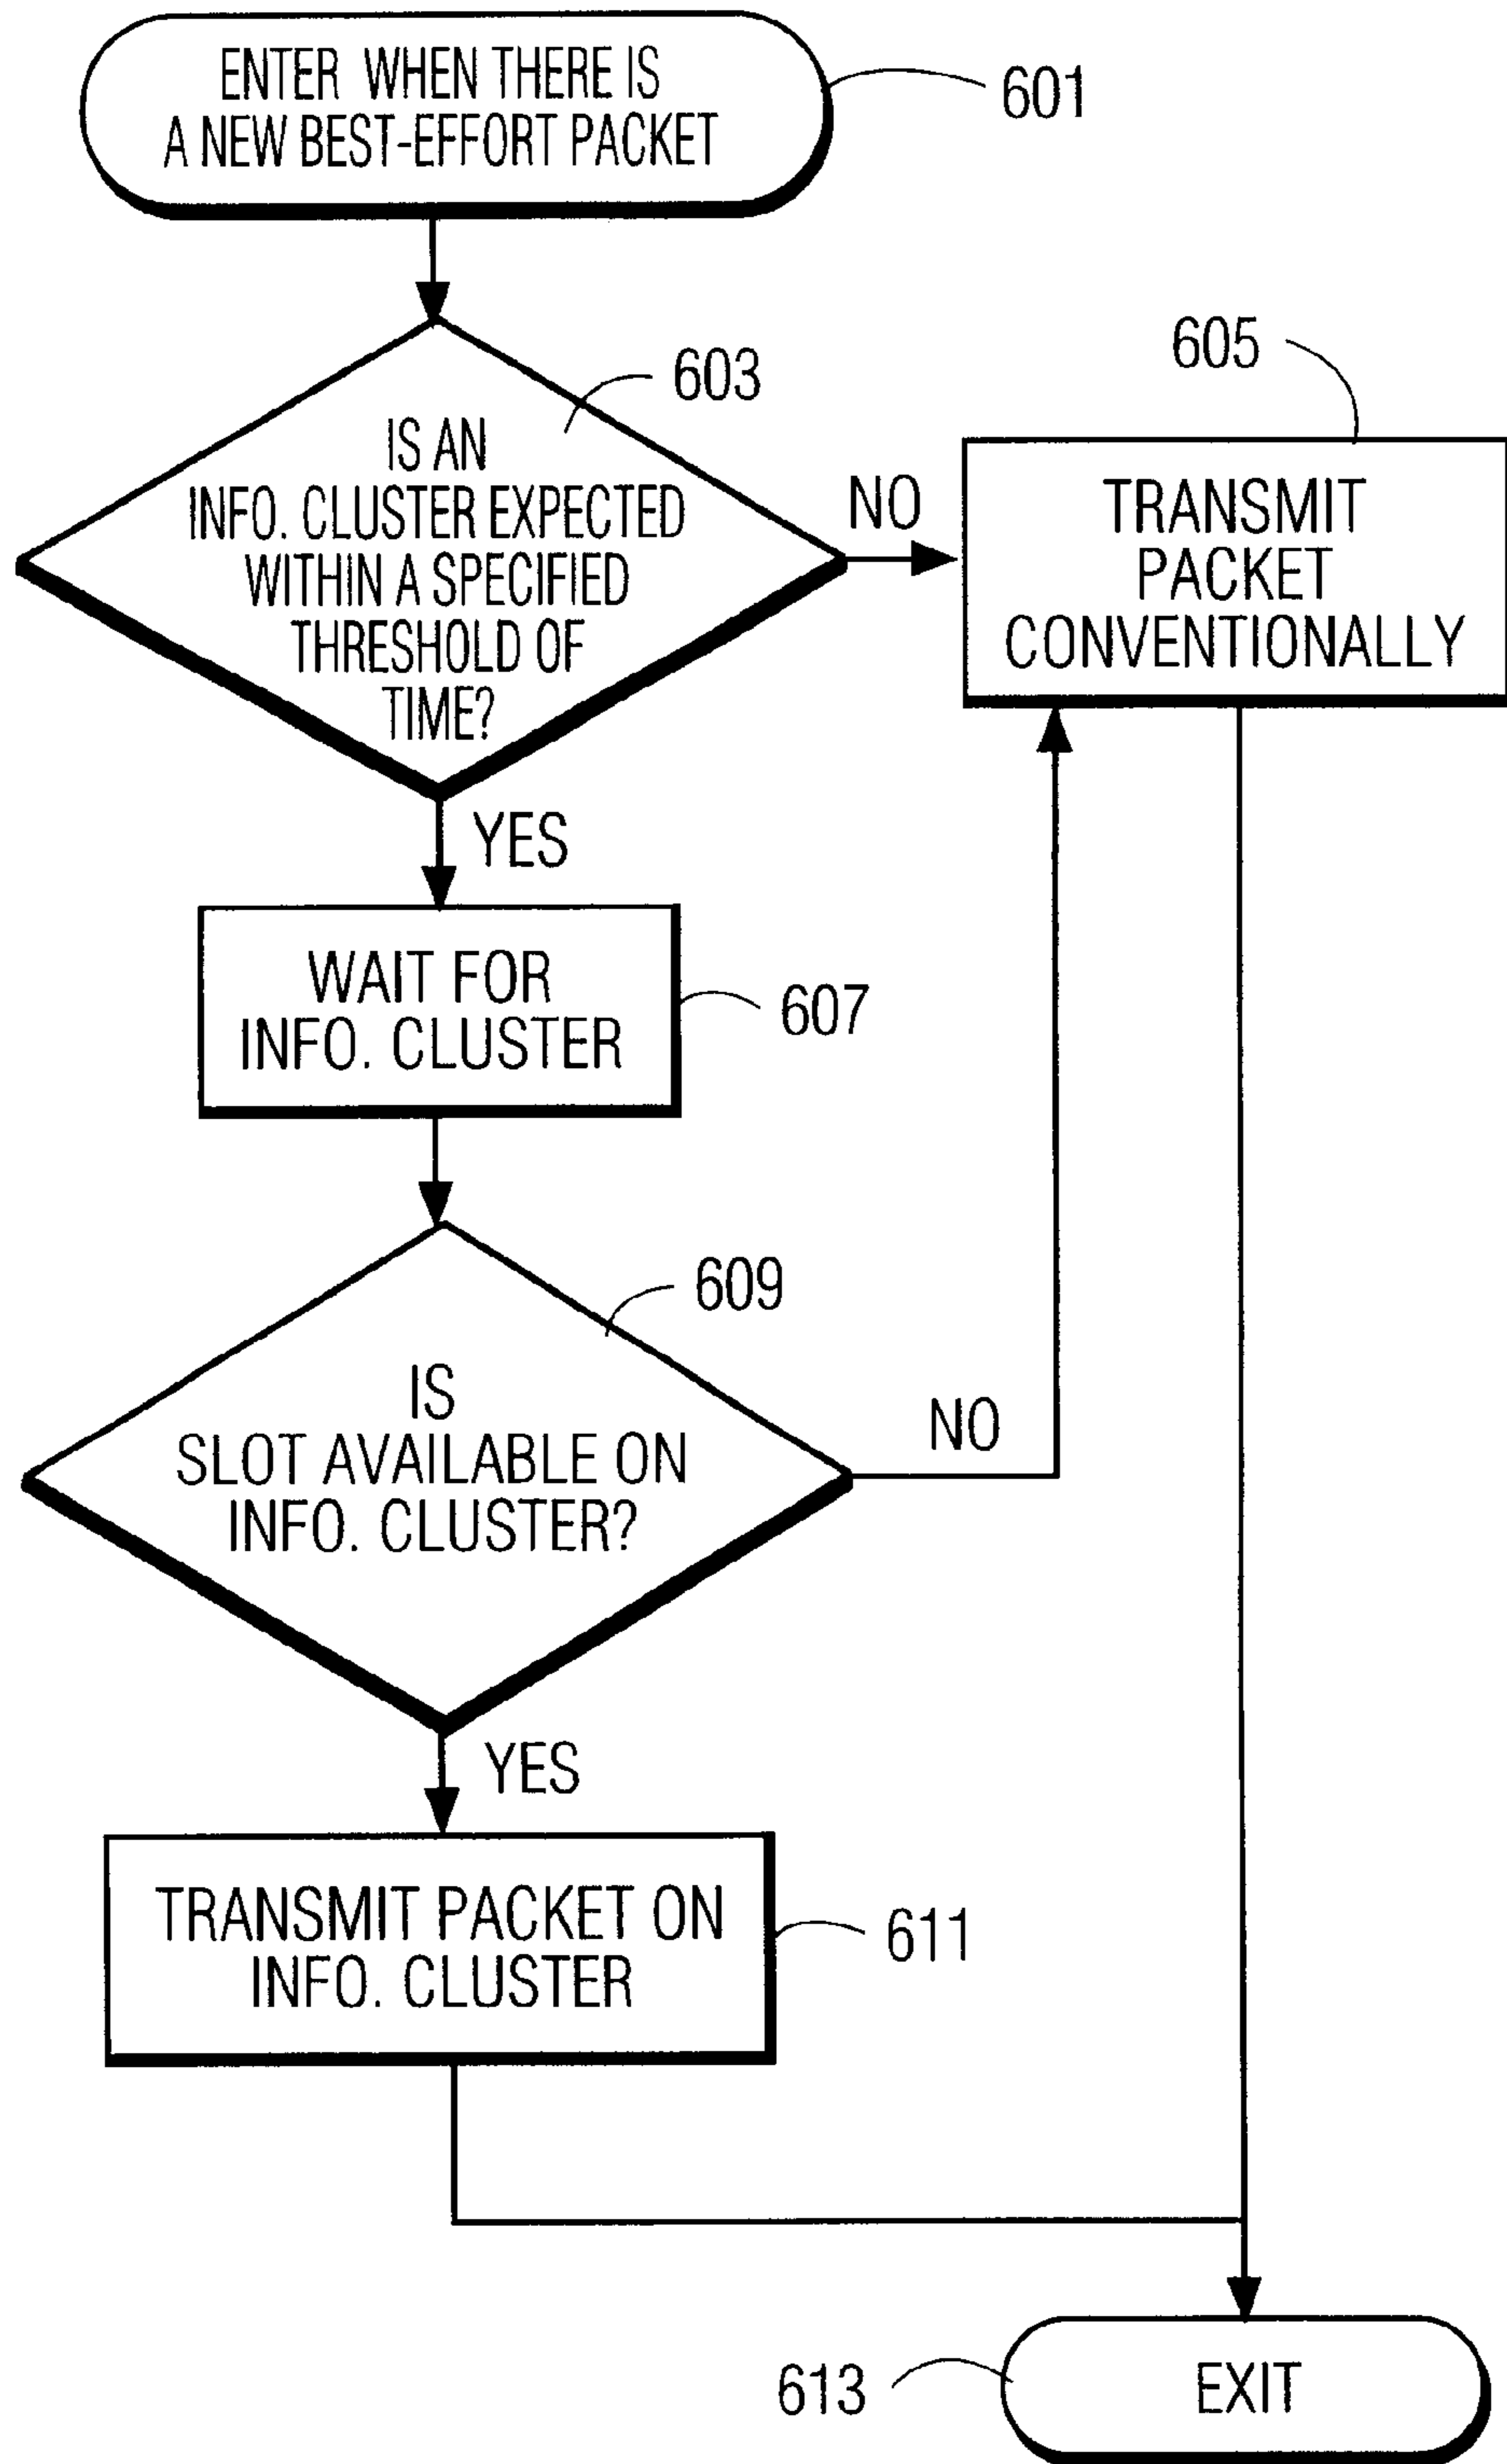 ENTER WHEN THERE IS
A NEW BEST-EFFORT PACKET
601
603
IS AN
INFO. CLUSTER EXPECTED
WITHIN A SPECIFIED
THRESHOLD OF
TIME?
NO
605
TRANSMIT
PACKET
CONVENTIONALLY
YES
WAIT FOR
INFO. CLUSTER
607
609
IS
SLOT AVAILABLE ON
INFO. CLUSTER?
NO
YES
TRANSMIT PACKET ON
INFO. CLUSTER
611
613
EXIT